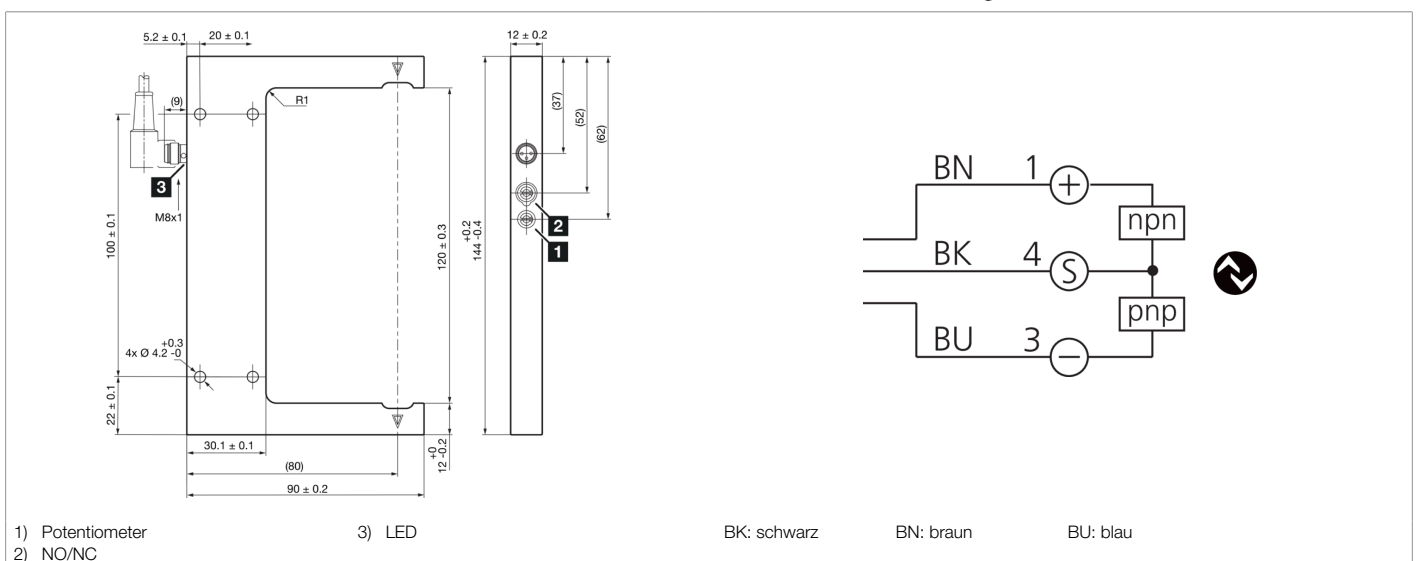 5.2 ± 0.1
20 ± 0.1
12 ± 0.2
(9)
R1
(37)
(52)
(62)
3
M8x1
2
1
100 ± 0.1
120 ± 0.3
+0.2
144 -0.4
+0.3
4x Ø 4.2 -0
22 ± 0.1
30.1 ± 0.1
(80)
90 ± 0.2
+0
12 -0.2
BN 1 +
npn
BK 4 S
pnp
BU 3 −
1) Potentiometer 3) LED BK: schwarz BN: braun BU: blau
2) NO/NC